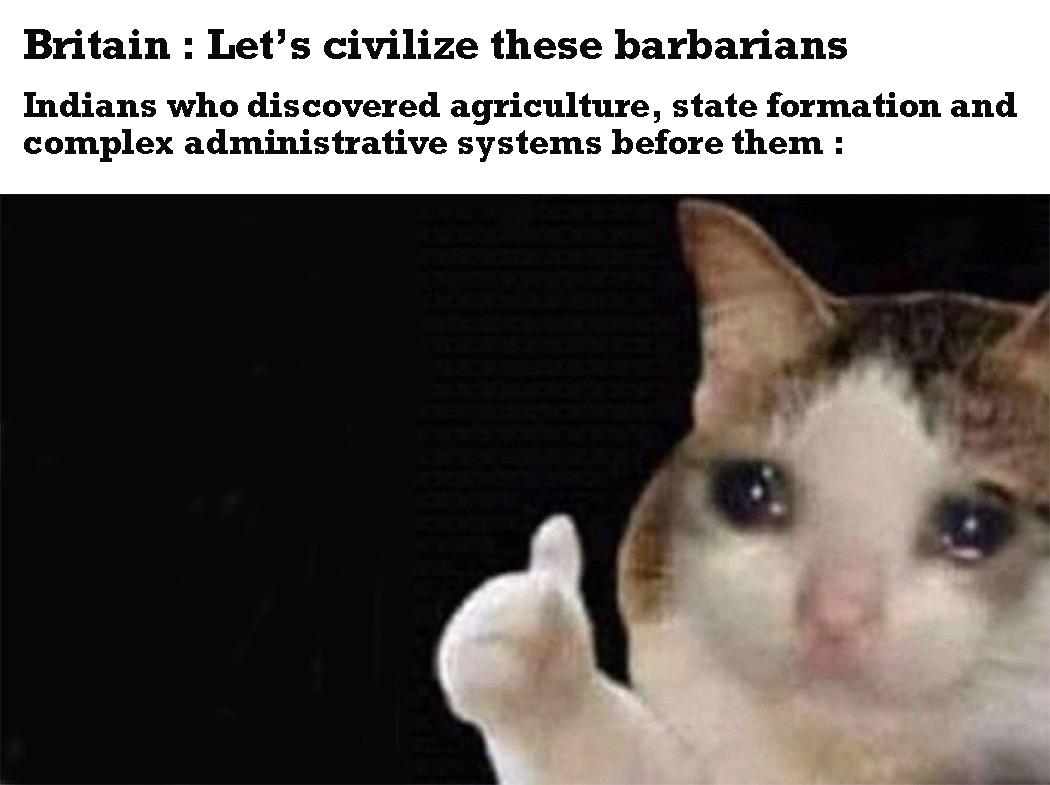 Britain : Let's civilize these barbarians
Indians who discovered agriculture, state formation and
complex administrative systems before them :